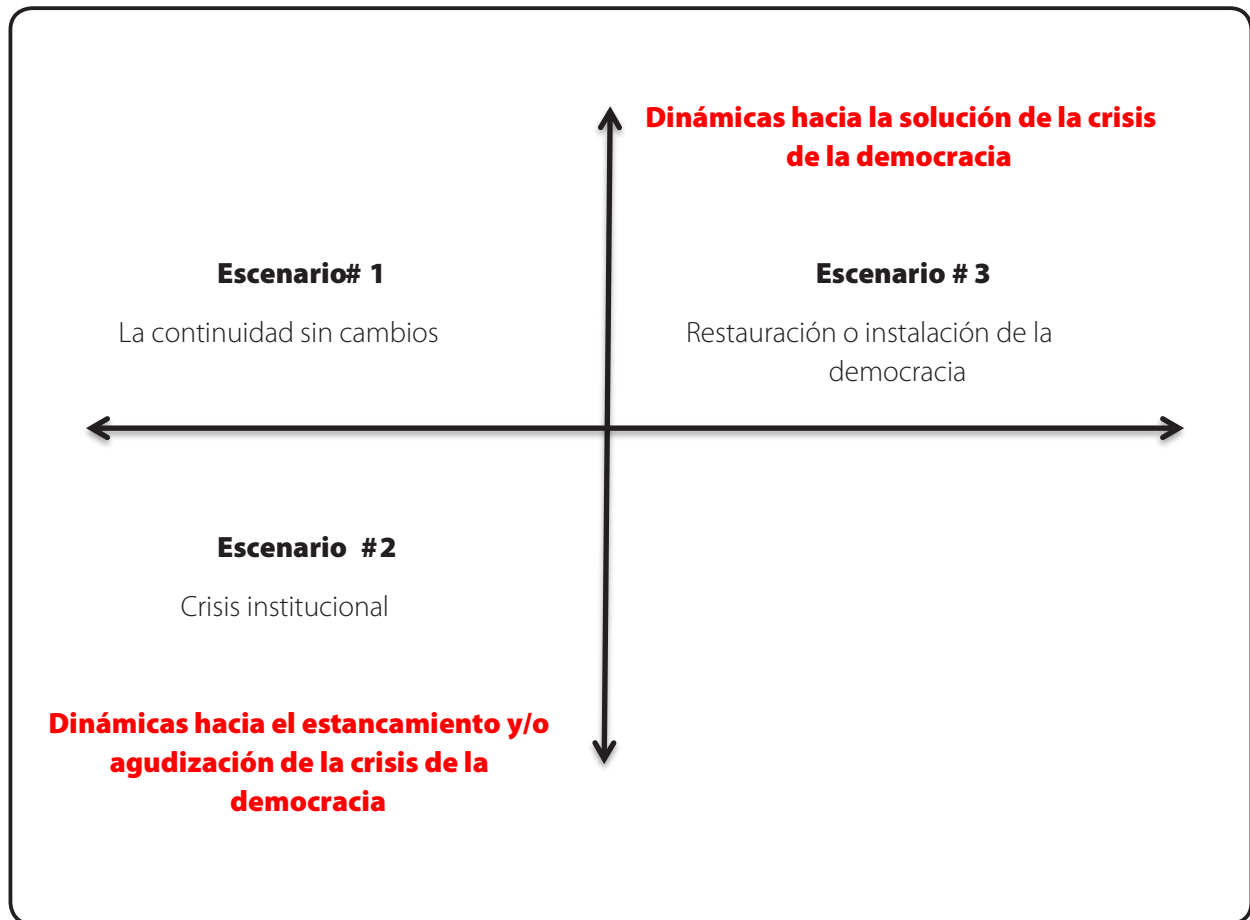 Dinámicas hacia la solución de la crisis
de la democracia
Escenario# 1
La continuidad sin cambios
Escenario # 3
Restauración o instalación de la
democracia
Escenario #2
Crisis institucional
Dinámicas hacia el estancamiento y/o
agudización de la crisis de la
democracia